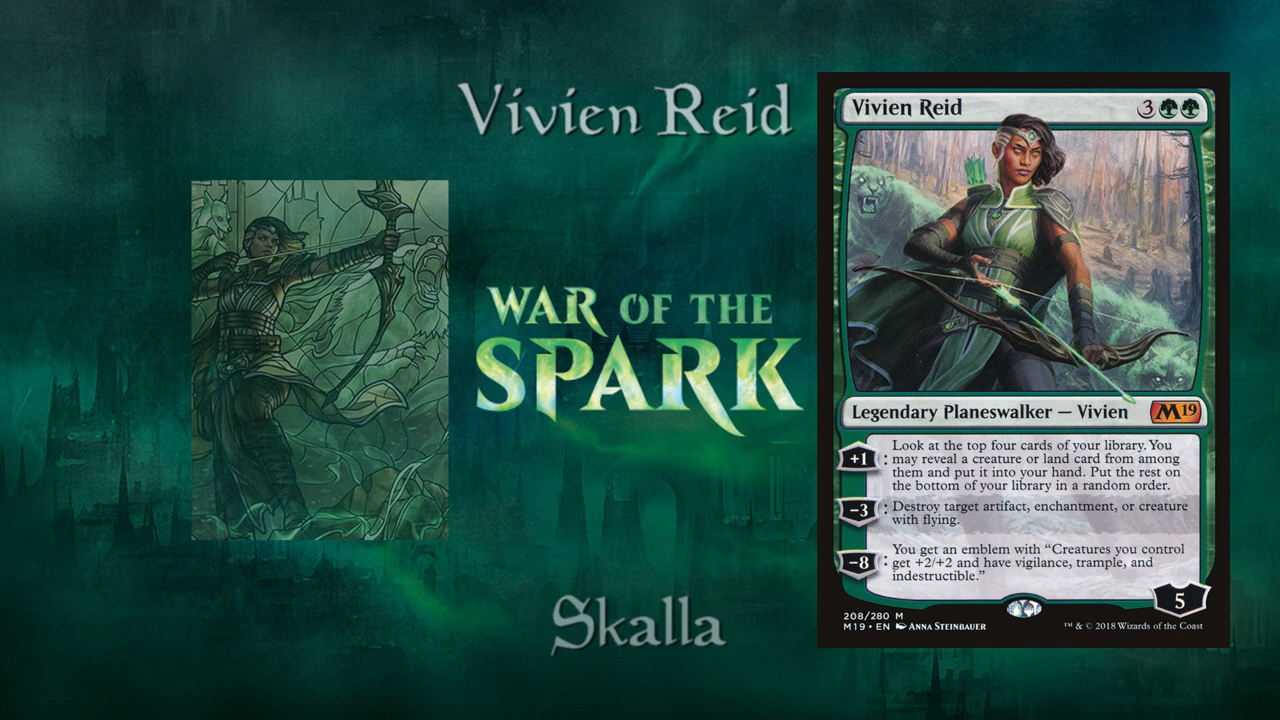 Vivien Reid
WAR OF THE
SPARK
Skalla
Vivien Reid
3
Legendary Planeswalker — Vivien
M19
+1: Look at the top four cards of your library. You
may reveal a creature or land card from among
them and put it into your hand. Put the rest on
the bottom of your library in a random order.
−3: Destroy target artifact, enchantment, or creature
with flying.
−8: You get an emblem with “Creatures you control
get +2/+2 and have vigilance, trample, and
indestructible.”
5
208/280 M
M19 • EN Anna Steinbauer
™ & © 2018 Wizards of the Coast